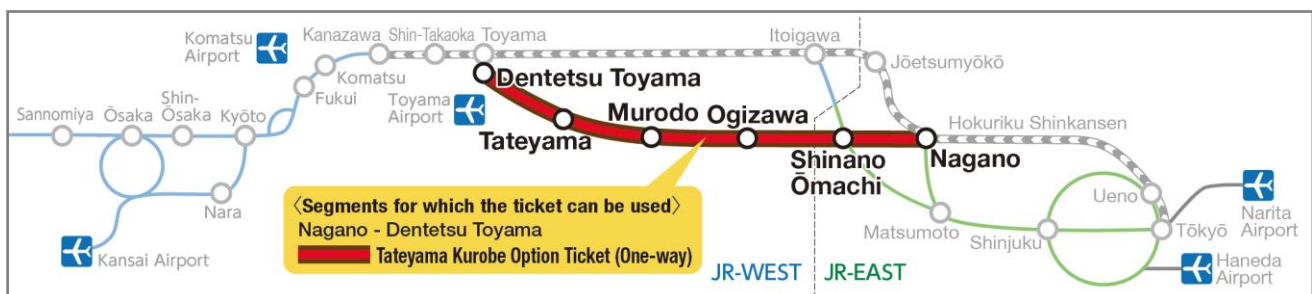 Komatsu
Airport
Kanazawa
Shin-Takaoka
Toyama
Itoigawa
Jōetsumyōkō
Komatsu
Fukui
Toyama
Airport
Dentetsu Toyama
Sannomiya
Ōsaka
Shin-
Ōsaka
Kyōto
Tateyama
Murodo
Ogizawa
Shinano
Ōmachi
Nagano
Hokuriku Shinkansen
Nara
Kansai Airport
〈Segments for which the ticket can be used〉
Nagano - Dentetsu Toyama
Tateyama Kurobe Option Ticket (One-way)
Matsumoto
Shinjuku
Ueno
Tōkyō
Narita
Airport
Haneda
Airport
JR-WEST
JR-EAST